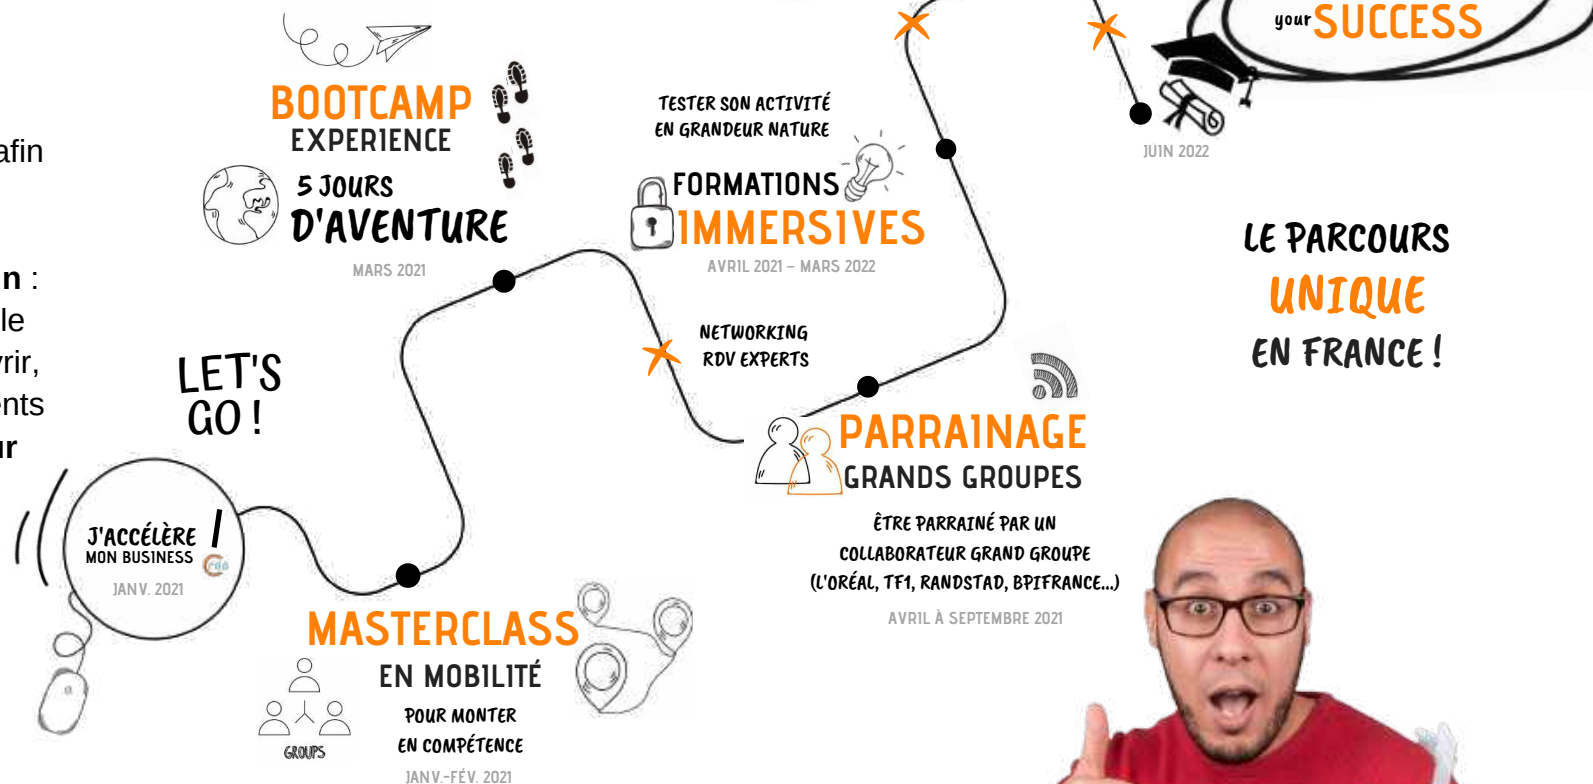 your SUCCESS
BOOTCAMP
EXPERIENCE
5 JOURS
D'AVENTURE
MARS 2021
TESTER SON ACTIVITÉ
EN GRANDEUR NATURE
FORMATIONS
IMMERSIVES
AVRIL 2021 – MARS 2022
JUIN 2022
afin
n :
le
rir,
ents
ur
LE PARCOURS
UNIQUE
EN FRANCE !
NETWORKING
RDV EXPERTS
LET'S
GO !
J'ACCÉLÈRE
MON BUSINESS
JANV. 2021
PARRAINAGE
GRANDS GROUPES
ÊTRE PARRAINÉ PAR UN
COLLABORATEUR GRAND GROUPE
(L'ORÉAL, TF1, RANDSTAD, BPIFRANCE...)
AVRIL À SEPTEMBRE 2021
MASTERCLASS
EN MOBILITÉ
POUR MONTER
EN COMPÉTENCE
JANV.-FÉV. 2021
GROUPS